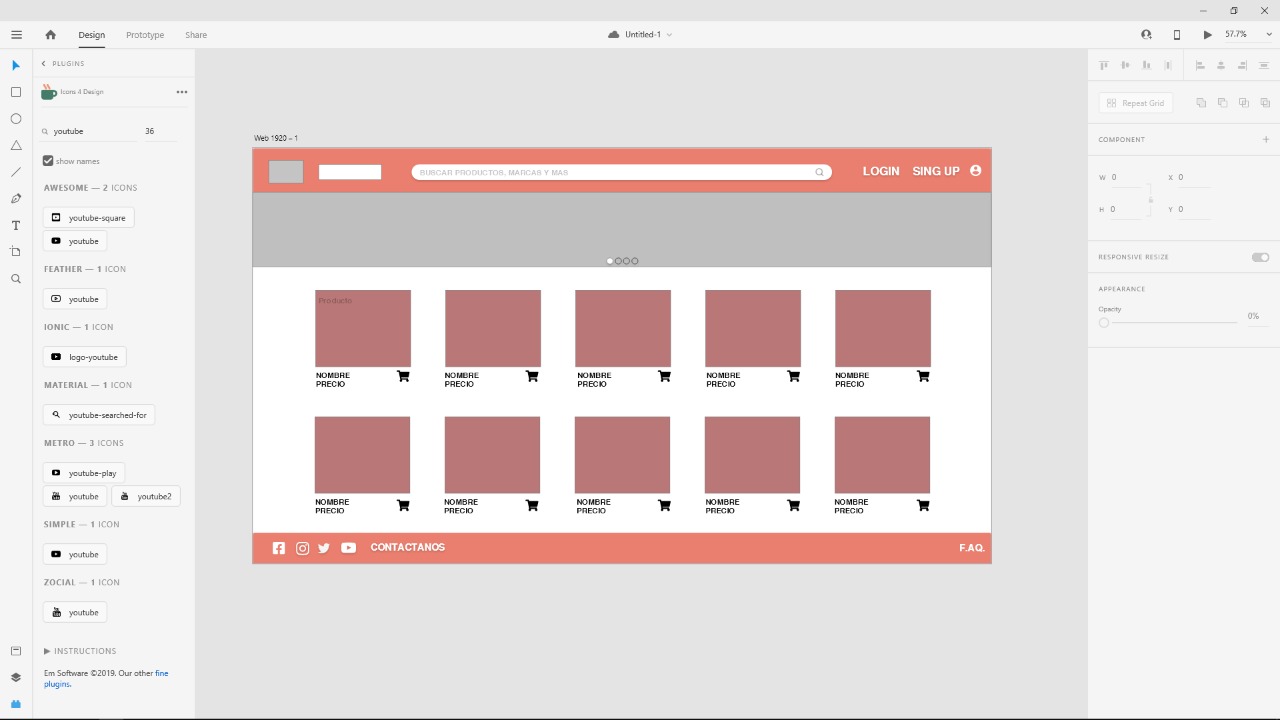 Design Prototype Share
Untitled-1
57.7%
PLUGINS
Icons 4 Design
youtube 36
show names
AWESOME — 2 ICONS
youtube-square
youtube
FEATHER — 1 ICON
youtube
IONIC — 1 ICON
logo-youtube
MATERIAL — 1 ICON
youtube-searched-for
METRO — 3 ICONS
youtube-play
youtube youtube2
SIMPLE — 1 ICON
youtube
ZOCIAL — 1 ICON
youtube
INSTRUCTIONS
Em Software ©2019. Our other fine
plugins.
Web 1920 – 1
BUSCAR PRODUCTOS, MARCAS Y MAS
LOGIN SING UP
Producto
NOMBRE NOMBRE NOMBRE NOMBRE NOMBRE
PRECIO PRECIO PRECIO PRECIO PRECIO
NOMBRE NOMBRE NOMBRE NOMBRE NOMBRE
PRECIO PRECIO PRECIO PRECIO PRECIO
CONTACTANOS
F.A.Q.
Repeat Grid
COMPONENT
W 0 X 0
H 0 Y 0
RESPONSIVE RESIZE
APPEARANCE
Opacity
0%